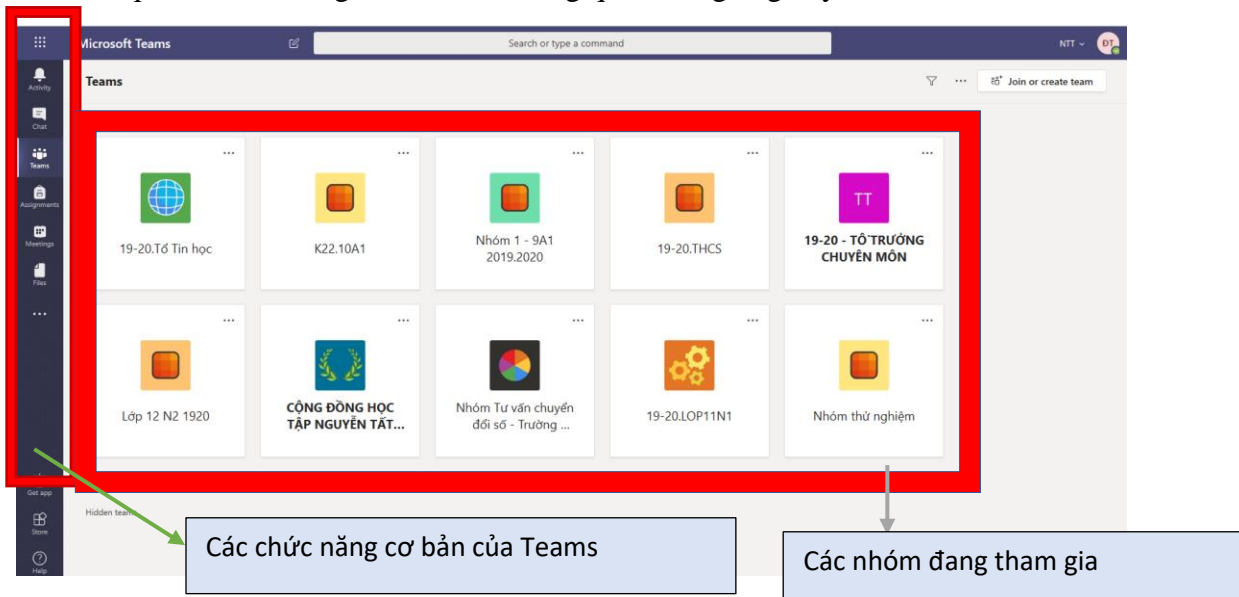 Microsoft Teams
Search or type a command
NTT
ĐT
Activity
Teams
Join or create team
Chat
Teams
Assignments
Meetings
Files
TT
19-20.Tổ Tin học
K22.10A1
Nhóm 1 - 9A1
2019.2020
19-20.THCS
19-20 - TỔ TRƯỞNG
CHUYÊN MÔN
Lớp 12 N2 1920
CỘNG ĐỒNG HỌC
TẬP NGUYỄN TẤT...
Nhóm Tư vấn chuyển
đổi số - Trường ...
19-20.LOP11N1
Nhóm thử nghiệm
Get app
Hidden teams
Store
Help
Các chức năng cơ bản của Teams
Các nhóm đang tham gia